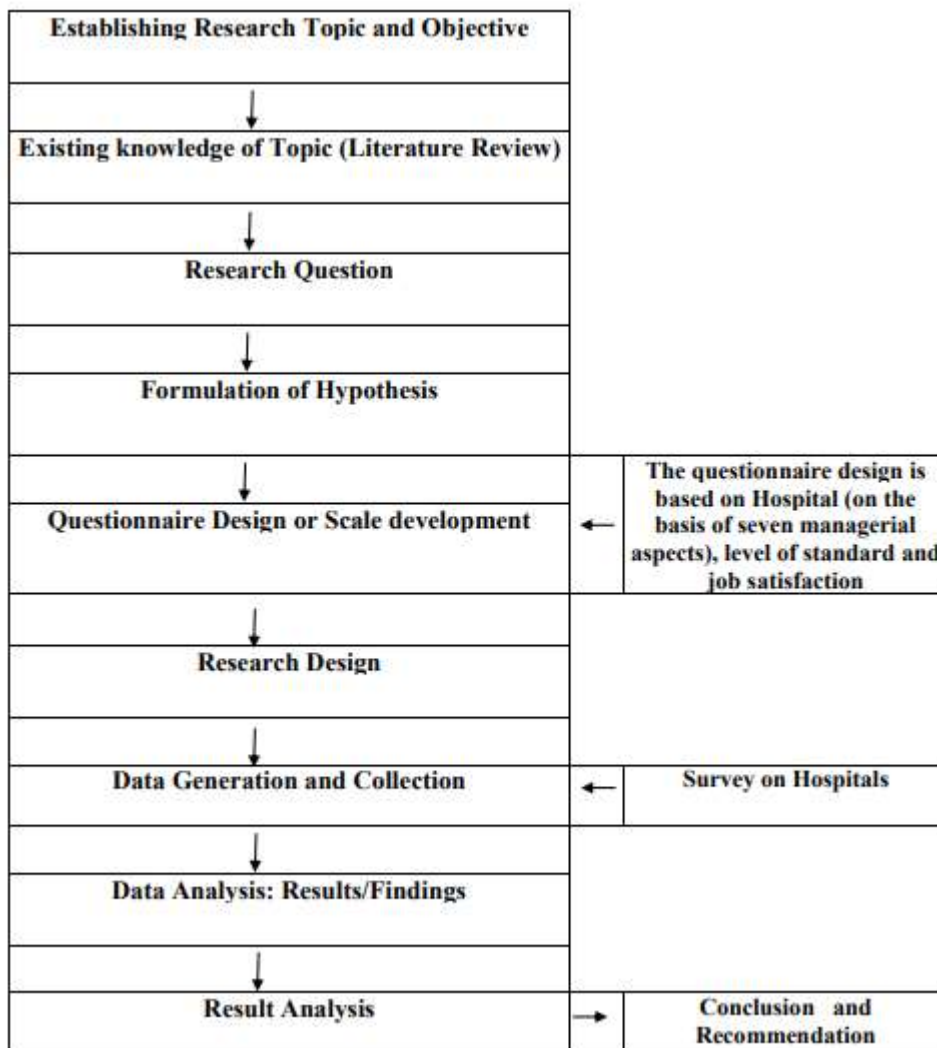 Establishing Research Topic and Objective
Existing knowledge of Topic (Literature Review)
Research Question
Formulation of Hypothesis
Questionnaire Design or Scale development
The questionnaire design is
based on Hospital (on the
basis of seven managerial
aspects), level of standard and
job satisfaction
Research Design
Data Generation and Collection
Survey on Hospitals
Data Analysis: Results/Findings
Result Analysis
Conclusion and
Recommendation